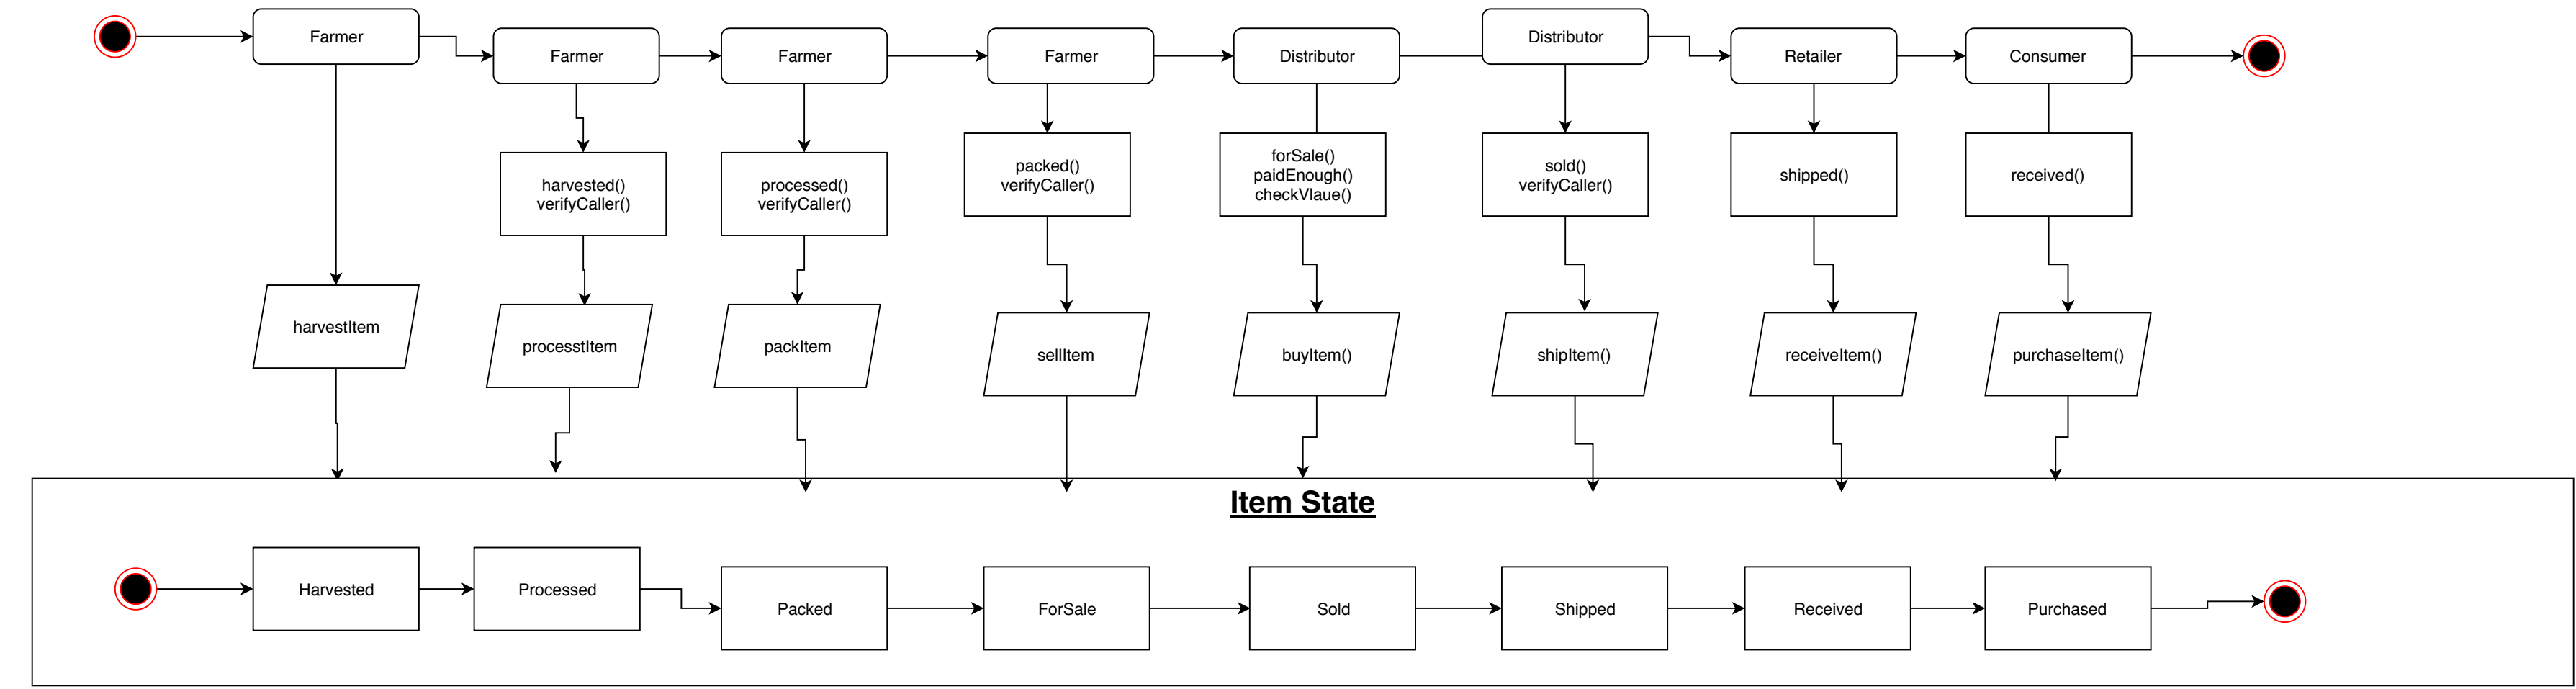 Farmer
Farmer
Farmer
Farmer
Distributor
Distributor
Retailer
Consumer
harvested()
verifyCaller()
processed()
verifyCaller()
packed()
verifyCaller()
forSale()
paidEnough()
checkVlaue()
sold()
verifyCaller()
shipped()
received()
harvestItem
processtItem
packItem
sellItem
buyItem()
shipItem()
receiveItem()
purchaseItem()
Item State
Harvested
Processed
Packed
ForSale
Sold
Shipped
Received
Purchased